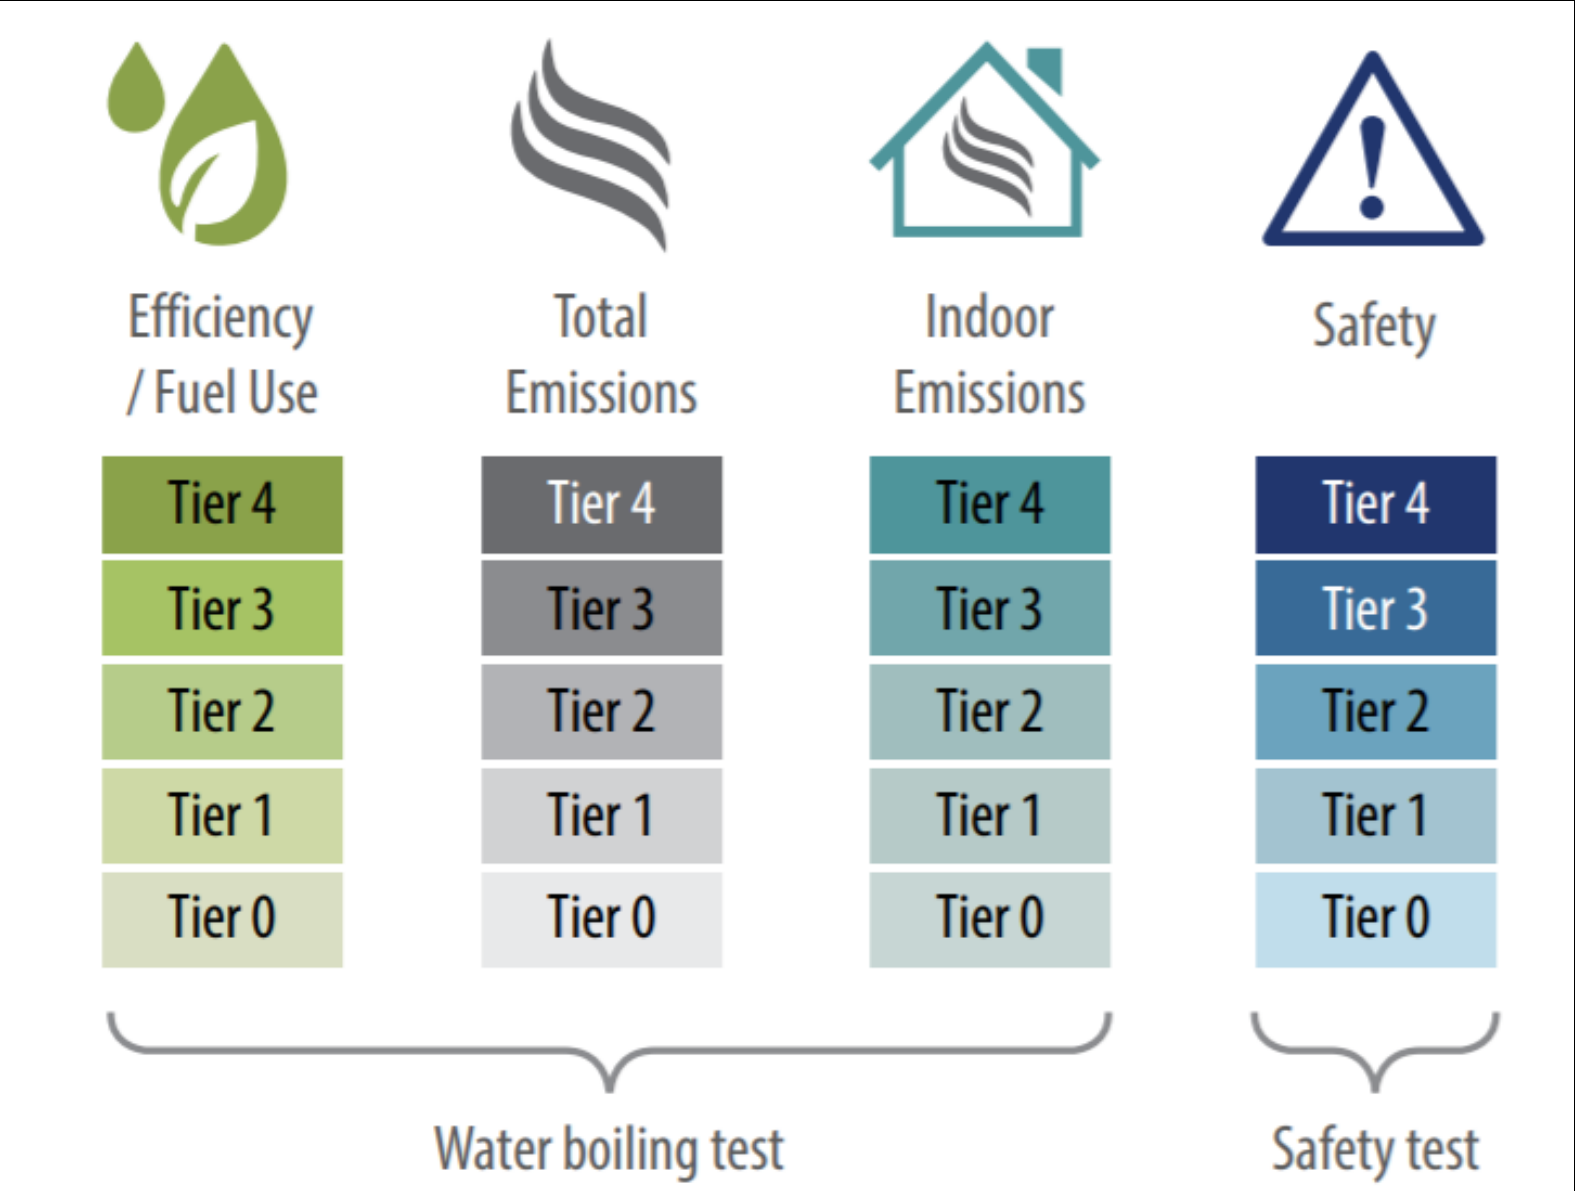 Efficiency
/ Fuel Use
Total
Emissions
Indoor
Emissions
Safety
Tier 4
Tier 4
Tier 4
Tier 4
Tier 3
Tier 3
Tier 3
Tier 3
Tier 2
Tier 2
Tier 2
Tier 2
Tier 1
Tier 1
Tier 1
Tier 1
Tier 0
Tier 0
Tier 0
Tier 0
Water boiling test
Safety test